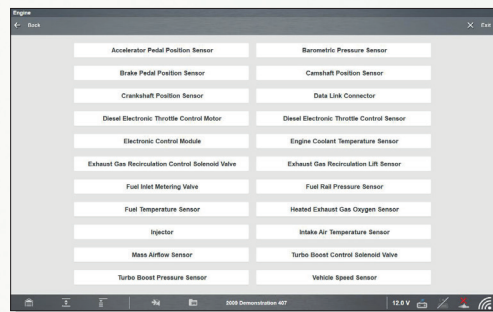 Engine
Back
Exit
Accelerator Pedal Position Sensor
Barometric Pressure Sensor
Brake Pedal Position Sensor
Camshaft Position Sensor
Crankshaft Position Sensor
Data Link Connector
Diesel Electronic Throttle Control Motor
Diesel Electronic Throttle Control Sensor
Electronic Control Module
Engine Coolant Temperature Sensor
Exhaust Gas Recirculation Control Solenoid Valve
Exhaust Gas Recirculation Lift Sensor
Fuel Inlet Metering Valve
Fuel Rail Pressure Sensor
Fuel Temperature Sensor
Heated Exhaust Gas Oxygen Sensor
Injector
Intake Air Temperature Sensor
Mass Airflow Sensor
Turbo Boost Control Solenoid Valve
Turbo Boost Pressure Sensor
Vehicle Speed Sensor
2009 Demonstration 407
12.0 V